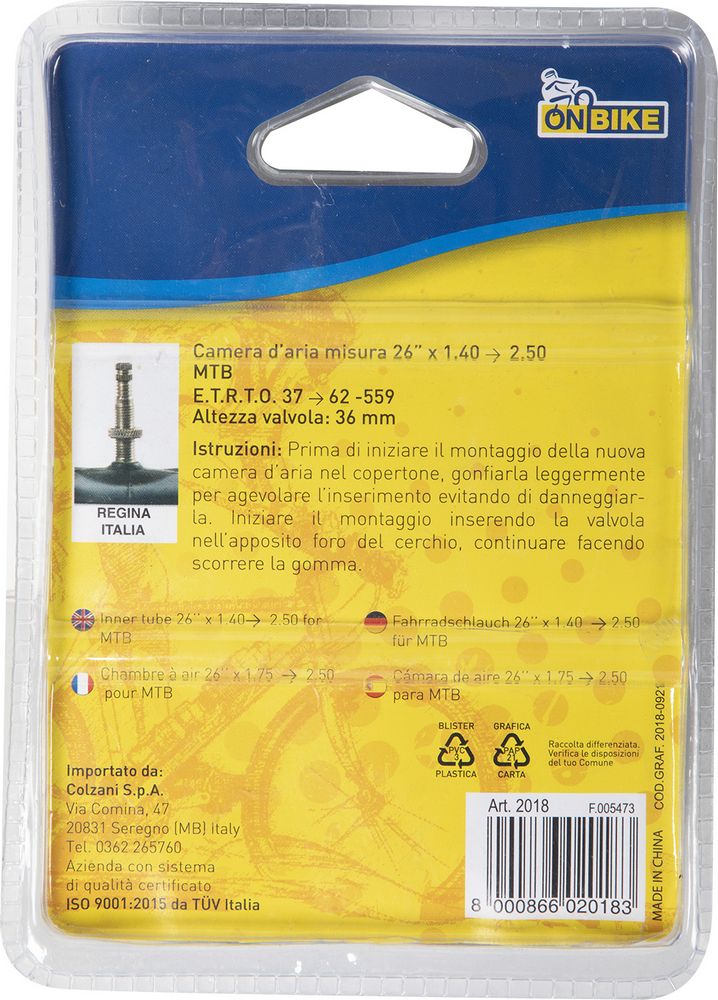 ON BIKE
Camera d'aria misura 26" x 1.40 → 2.50
MTB
E.T.R.T.O. 37 → 62 -559
Altezza valvola: 36 mm
REGINA
ITALIA
Istruzioni: Prima di iniziare il montaggio della nuova
camera d'aria nel copertone, gonfiarla leggermente
per agevolare l'inserimento evitando di danneggiar-
la. Iniziare il montaggio inserendo la valvola
nell'apposito foro del cerchio, continuare facendo
scorrere la gomma.
Inner tube 26" x 1.40→ 2.50 for
MTB
Fahrradschlauch 26" x 1.40 → 2.50
für MTB
Chambre à air 26" x 1.75 → 2.50
pour MTB
Cámara de aire 26" x 1.75 → 2.50
para MTB
BLISTER
PVC
3
PLASTICA
GRAFICA
PAP
21
CARTA
Raccolta differenziata.
Verifica le disposizioni
del tuo Comune
Importato da:
Colzani S.p.A.
Via Comina, 47
20831 Seregno (MB) Italy
Tel. 0362 265760
Azienda con sistema
di qualità certificato
ISO 9001:2015 da TÜV Italia
Art. 2018 F.005473
8 000866 020183
MADE IN CHINA COD.GRAF. 2018-0921